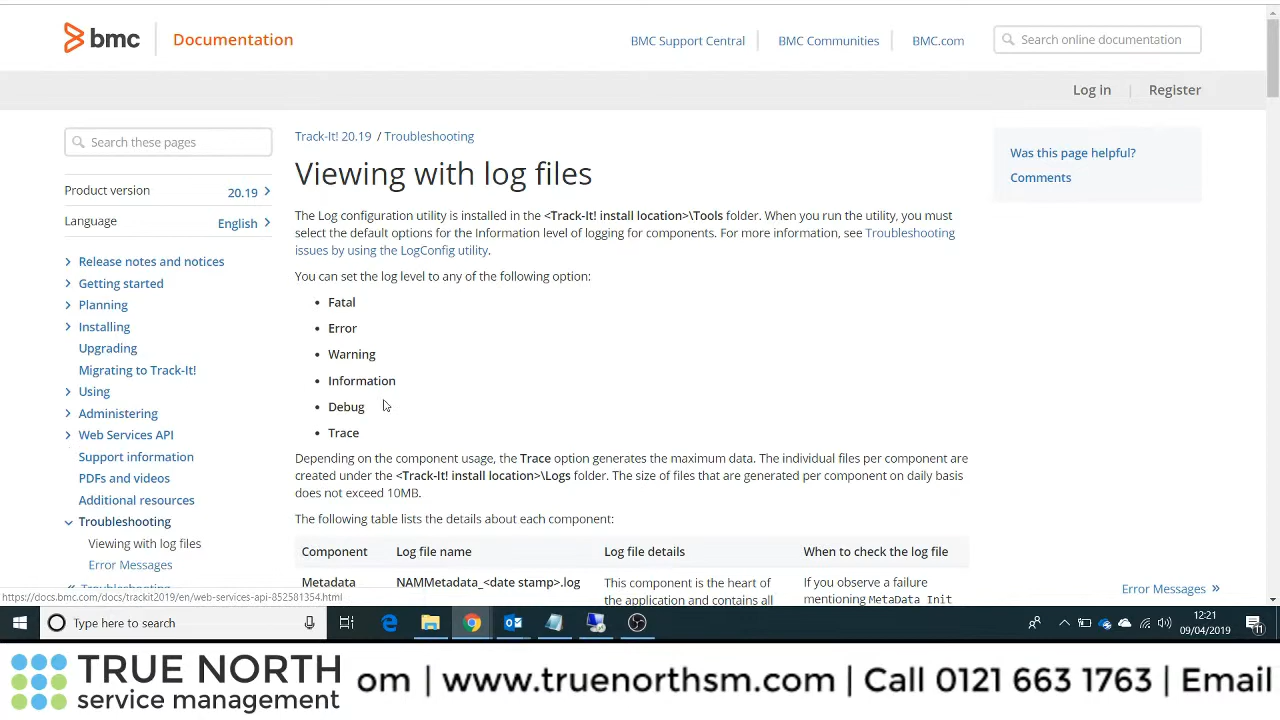 bmc
Documentation
BMC Support Central
BMC Communities
BMC.com
Search online documentation
Log in
Register
Search these pages
Product version
20.19
Language
English
Release notes and notices
Getting started
Planning
Installing
Upgrading
Migrating to Track-It!
Using
Administering
Web Services API
Support information
PDFs and videos
Additional resources
Troubleshooting
Viewing with log files
Error Messages
Track-It! 20.19 / Troubleshooting
Viewing with log files
The Log configuration utility is installed in the <Track-It! install location>\Tools folder. When you run the utility, you must
select the default options for the Information level of logging for components. For more information, see Troubleshooting
issues by using the LogConfig utility.
You can set the log level to any of the following option:
• Fatal
• Error
• Warning
• Information
• Debug
• Trace
Depending on the component usage, the Trace option generates the maximum data. The individual files per component are
created under the <Track-It! install location>\Logs folder. The size of files that are generated per component on daily basis
does not exceed 10MB.
The following table lists the details about each component:
Component Log file name Log file details When to check the log file
Metadata NAMMetadata_<date stamp>.log This component is the heart of If you observe a failure
the application and contains all mentioning MetaData Init
Was this page helpful?
Comments
Error Messages »
https://docs.bmc.com/docs/trackit2019/en/web-services-api-852581354.html
Type here to search
12:21
09/04/2019
11
TRUE NORTH
service management
om | www.truenorthsm.com | Call 0121 663 1763 | Email